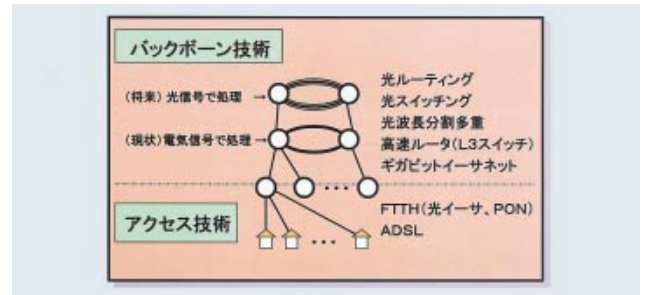 バックボーン技術
(将来)光信号で処理 →
(現状)電気信号で処理→
光ルーティング
光スイッチング
光波長分割多重
高速ルータ(L3スイッチ)
ギガビットイーサネット
アクセス技術
FTTH(光イーサ、PON)
ADSL